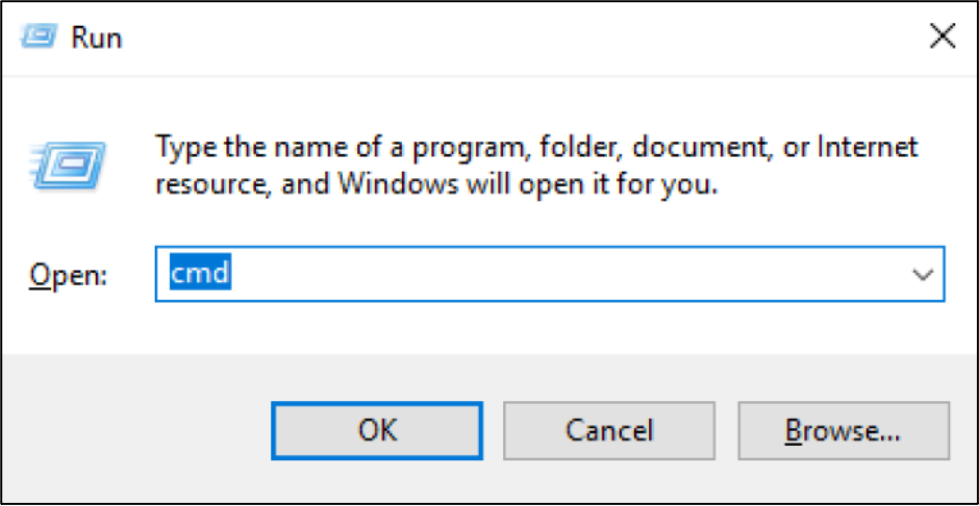 Run
Type the name of a program, folder, document, or Internet
resource, and Windows will open it for you.
Open: cmd
OK Cancel Browse...